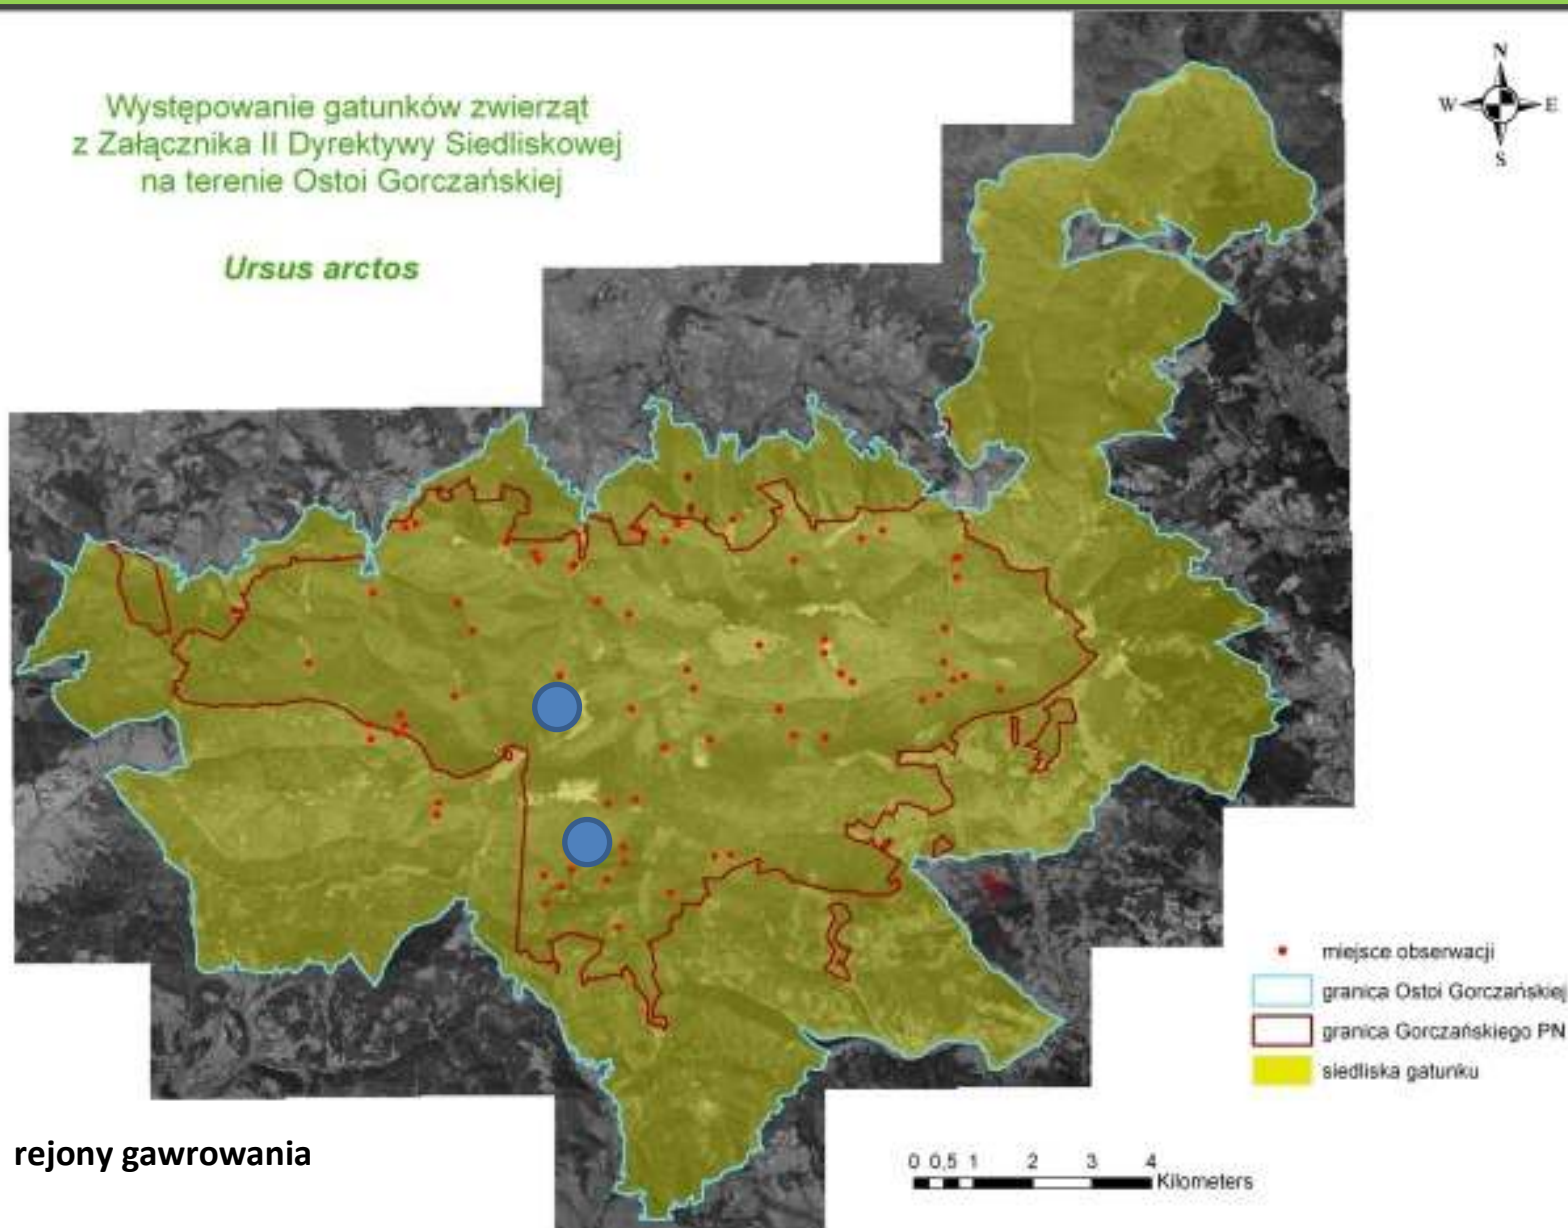 Występowanie gatunków zwierząt
z Załącznika II Dyrektywy Siedliskowej
na terenie Ostoi Gorczańskiej
Ursus arctos
N
W E
S
miejsce obserwacji
granica Ostoi Gorczańskiej
granica Gorczańskiego PN
siedliska gatunku
rejony gawrowania
0 0,5 1 2 3 4
Kilometers